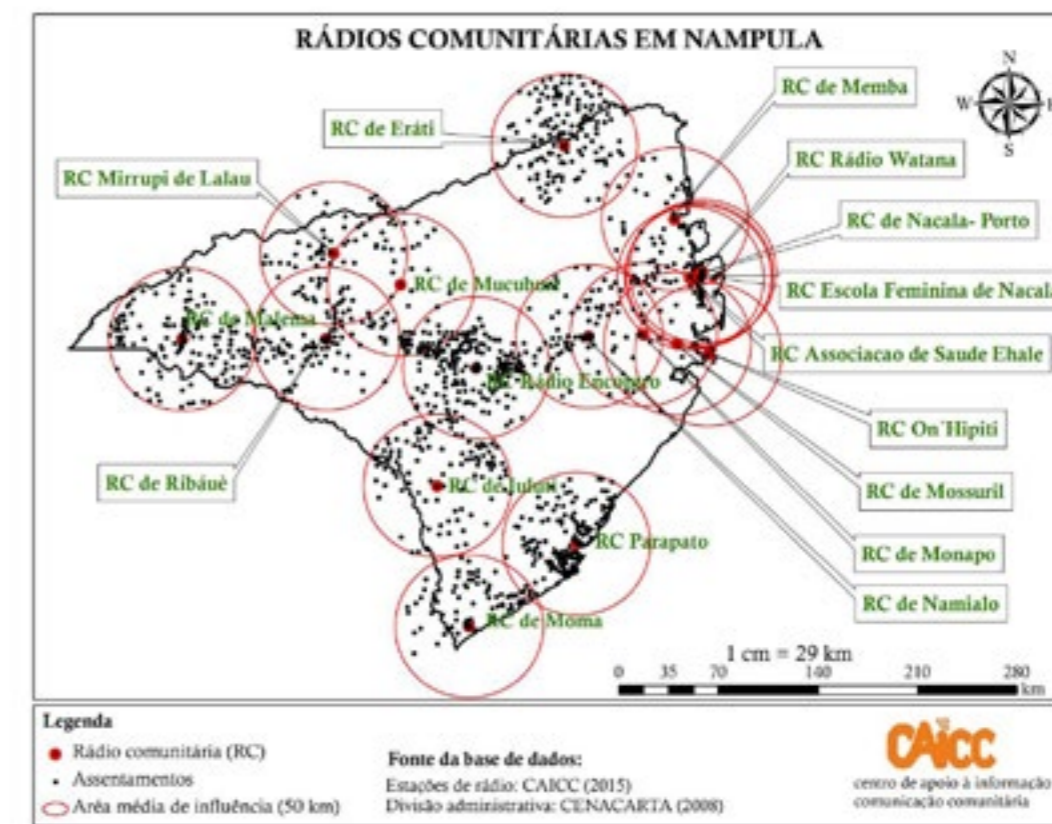 RÁDIOS COMUNITÁRIAS EM NAMPULA
N
W
E
S
RC de Memba
RC de Eráti
RC Rádio Watana
RC Mirrupi de Lalau
RC de Nacala- Porto
RC de
RC Escola Feminina de Nacala
RC de Malema
RC Associacao de Saude Ehale
RC Rádio Encontro
RC On´Hipiti
RC de Ribáuè
RC de
RC de Mossuril
RC Parapato
RC de Monapo
RC de Moma
RC de Namialo
1 cm = 29 km
0 35 70 140 210 280
km
Legenda
Rádio comunitária (RC)
Assentamentos
Aréa média de influência (50 km)
Fonte da base de dados:
Estações de rádio: CAICC (2015)
Divisão administrativa: CENACARTA (2008)
CAICC
centro de apoio à informação
comunicação comunitária